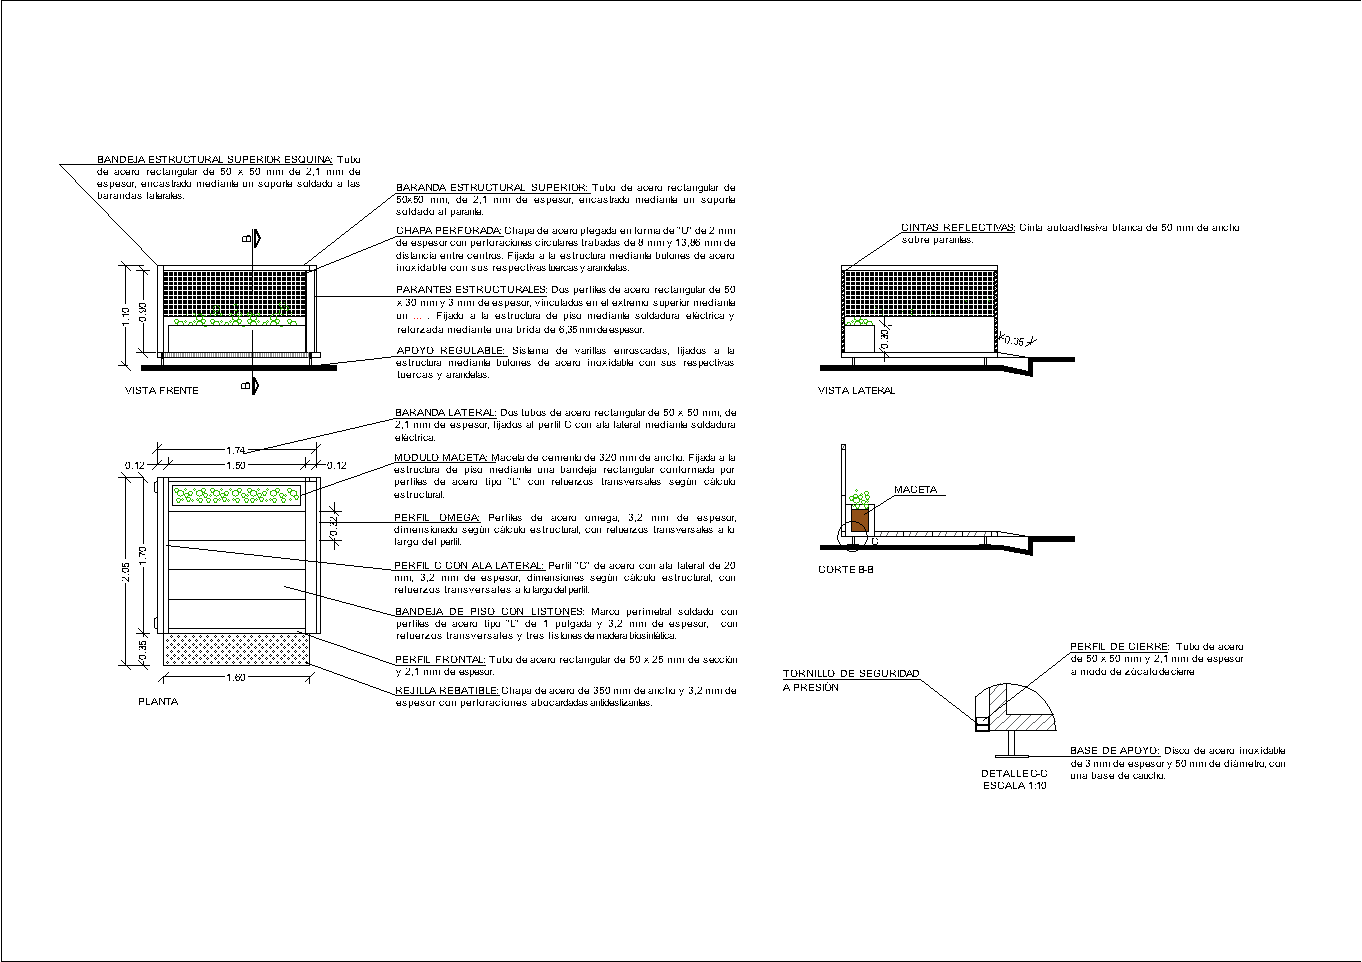 BANDEJA ESTRUCTURAL SUPERIOR ESQUINA: Tubo
de acero rectangular de 50 x 50 mm de 2,1 mm de
espesor, encastrado mediante un soporte soldado a las
barandas laterales.
BARANDA ESTRUCTURAL SUPERIOR: Tubo de acero rectangular de
50x50 mm, de 2,1 mm de espesor, encastrado mediante un soporte
soldado al parante.
CHAPA PERFORADA: Chapa de acero plegada en forma de "U" de 2 mm
de espesor con perforaciones circulares trabadas de 8 mm y 13,86 mm de
distancia entre centros. Fijada a la estructura mediante bulones de acero
inoxidable con sus respectivas tuercas y arandelas.
PARANTES ESTRUCTURALES: Dos perfiles de acero rectangular de 50
x 30 mm y 3 mm de espesor, vinculados en el extremo superior mediante
un ... . Fijado a la estructura de piso mediante soldadura eléctrica y
reforzada mediante una brida de 6,35 mm de espesor.
APOYO REGULABLE: Sistema de varillas enroscadas, fijados a la
estructura mediante bulones de acero inoxidable con sus respectivas
tuercas y arandelas.
B
B
1.10
0.90
VISTA FRENTE
BARANDA LATERAL: Dos tubos de acero rectangular de 50 x 50 mm, de
2,1 mm de espesor, fijados al perfil C con ala lateral mediante soldadura
eléctrica.
MODULO MACETA: Maceta de cemento de 320 mm de ancho. Fijada a la
estructura de piso mediante una bandeja rectangular conformada por
perfiles de acero tipo "L" con refuerzos transversales según cálculo
estructural.
PERFIL OMEGA: Perfiles de acero omega, 3,2 mm de espesor,
dimensionado según cálculo estructural, con refuerzos transversales a lo
largo del perfil.
PERFIL C CON ALA LATERAL: Perfil "C" de acero con ala lateral de 20
mm, 3,2 mm de espesor, dimensiones según cálculo estructural, con
refuerzos transversales a lo largo del perfil.
BANDEJA DE PISO CON LISTONES: Marco perimetral soldado con
perfiles de acero tipo "L" de 1 pulgada y 3,2 mm de espesor, con
refuerzos transversales y tres listones de madera biosintética.
PERFIL FRONTAL: Tubo de acero rectangular de 50 x 25 mm de sección
y 2,1 mm de espesor.
REJILLA REBATIBLE: Chapa de acero de 350 mm de ancho y 3,2 mm de
espesor con perforaciones abocardadas antideslizantes.
1.74
0.12
1.50
0.12
0.32
2.05
1.70
0.35
1.60
PLANTA
CINTAS REFLECTIVAS: Cinta autoadhesiva blanca de 50 mm de ancho
sobre parantes.
0.30
0.35
VISTA LATERAL
MACETA
C
CORTE B-B
TORNILLO DE SEGURIDAD
A PRESIÓN
PERFIL DE CIERRE: Tubo de acero
de 50 x 50 mm y 2,1 mm de espesor
a modo de zócalo de cierre
BASE DE APOYO: Disco de acero inoxidable
de 3 mm de espesor y 50 mm de diámetro, con
una base de caucho.
DETALLE C-C
ESCALA 1:10